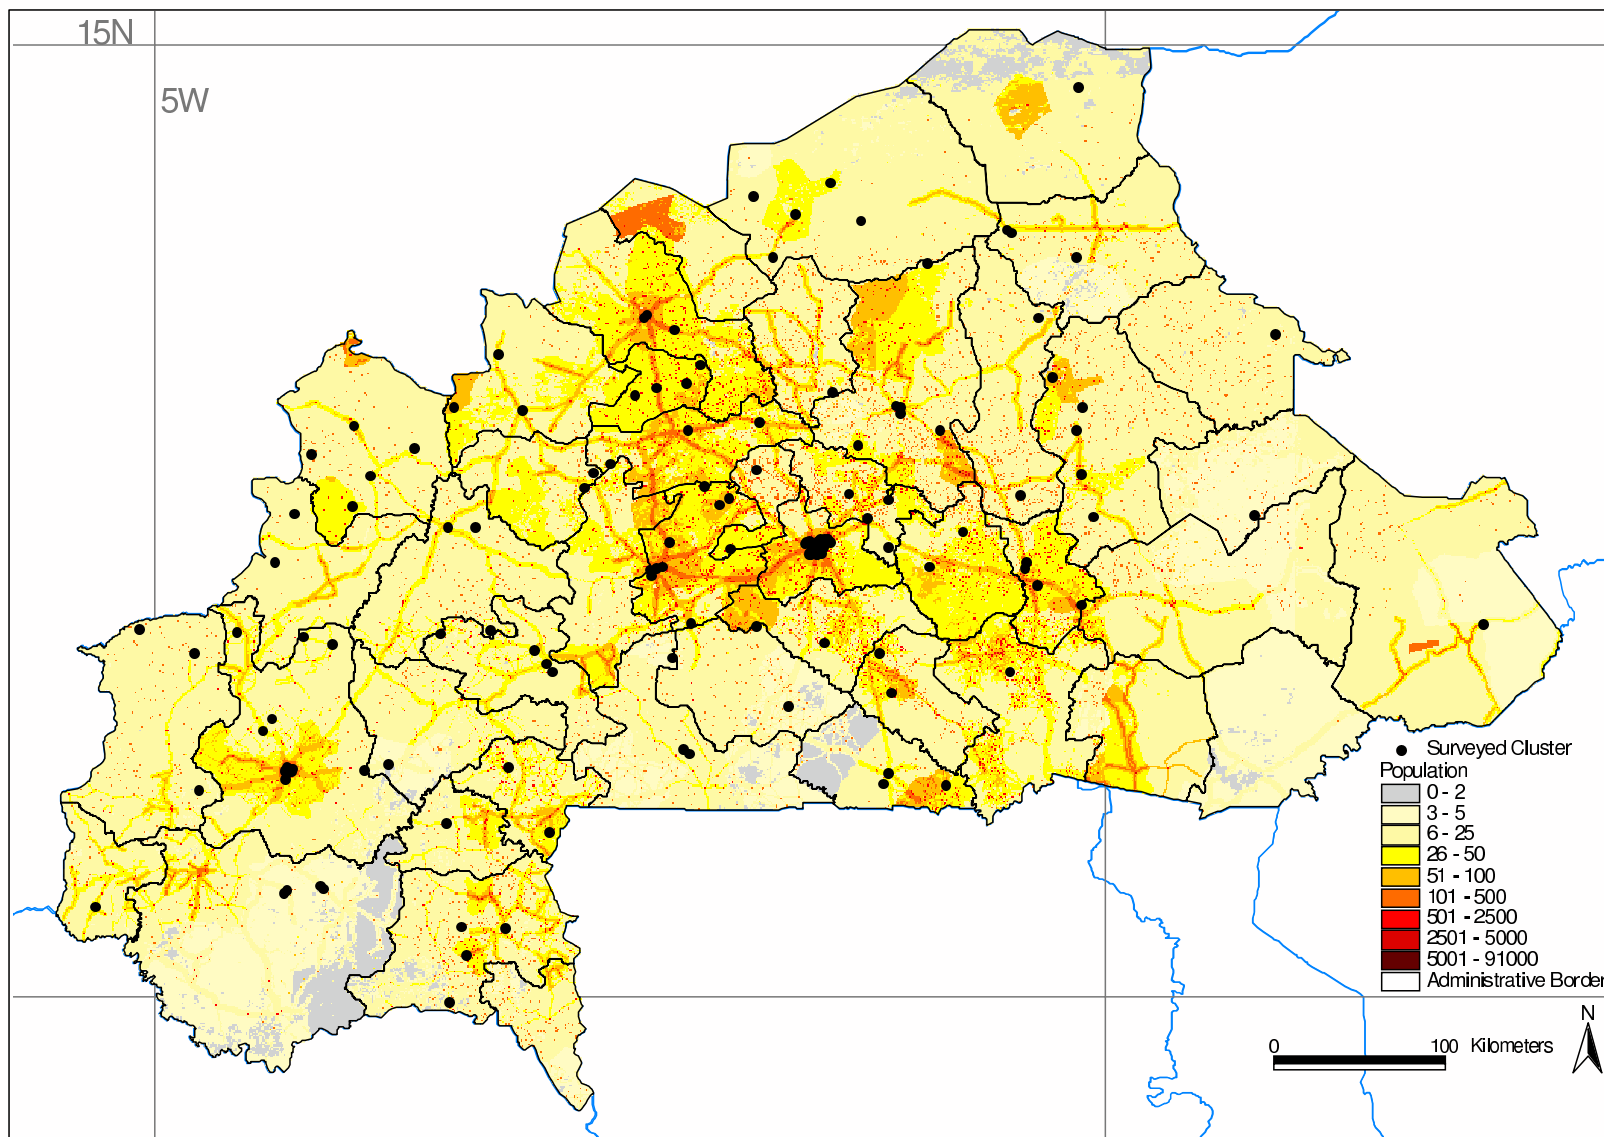 15N
5W
Surveyed Cluster
Population
0 - 2
3 - 5
6 - 25
26 - 50
51 - 100
101 - 500
501 - 2500
2501 - 5000
5001 - 91000
Administrative Border
N
0 100 Kilometers